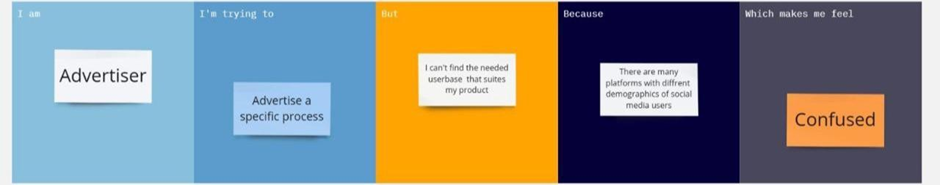 I am
Advertiser
I'm trying to
Advertise a
specific process
But
I can't find the needed
userbase that suites
my product
Because
There are many
platforms with diffrent
demographics of social
media users
Which makes me feel
Confused